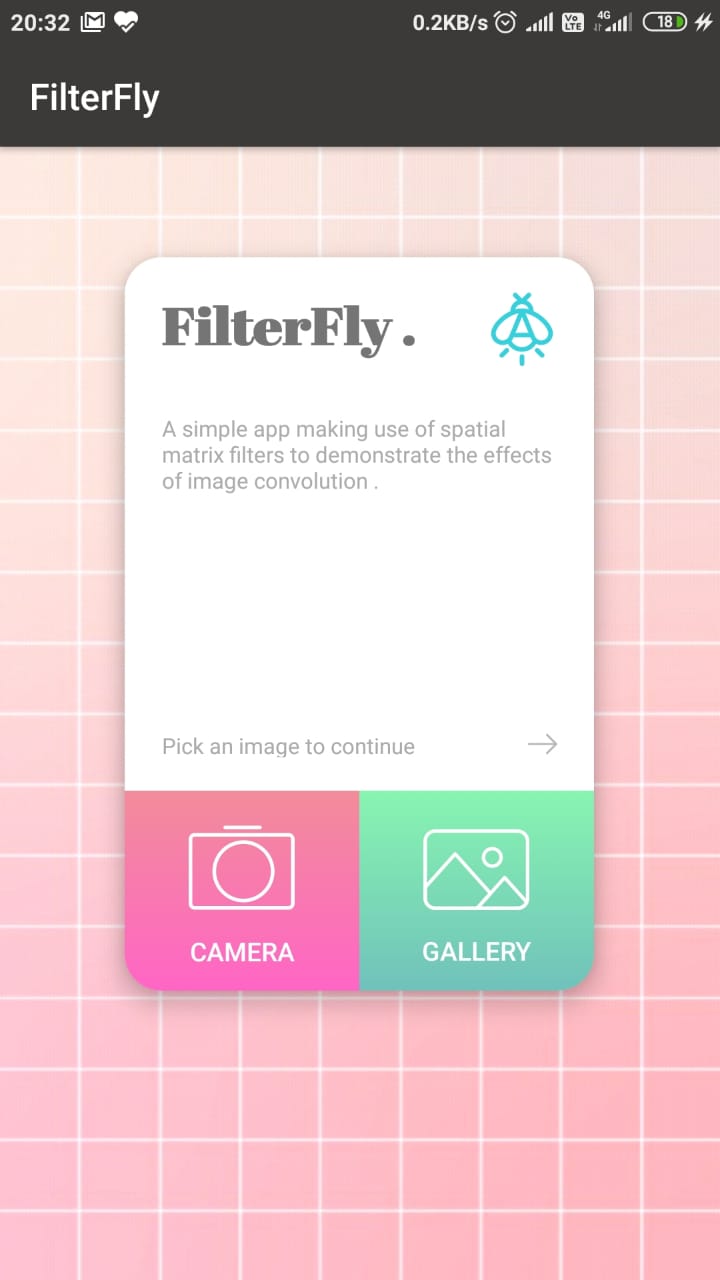 20:32 0.2KB/s Vo LTE 4G 18
FilterFly
FilterFly .
A simple app making use of spatial
matrix filters to demonstrate the effects
of image convolution .
Pick an image to continue
CAMERA GALLERY